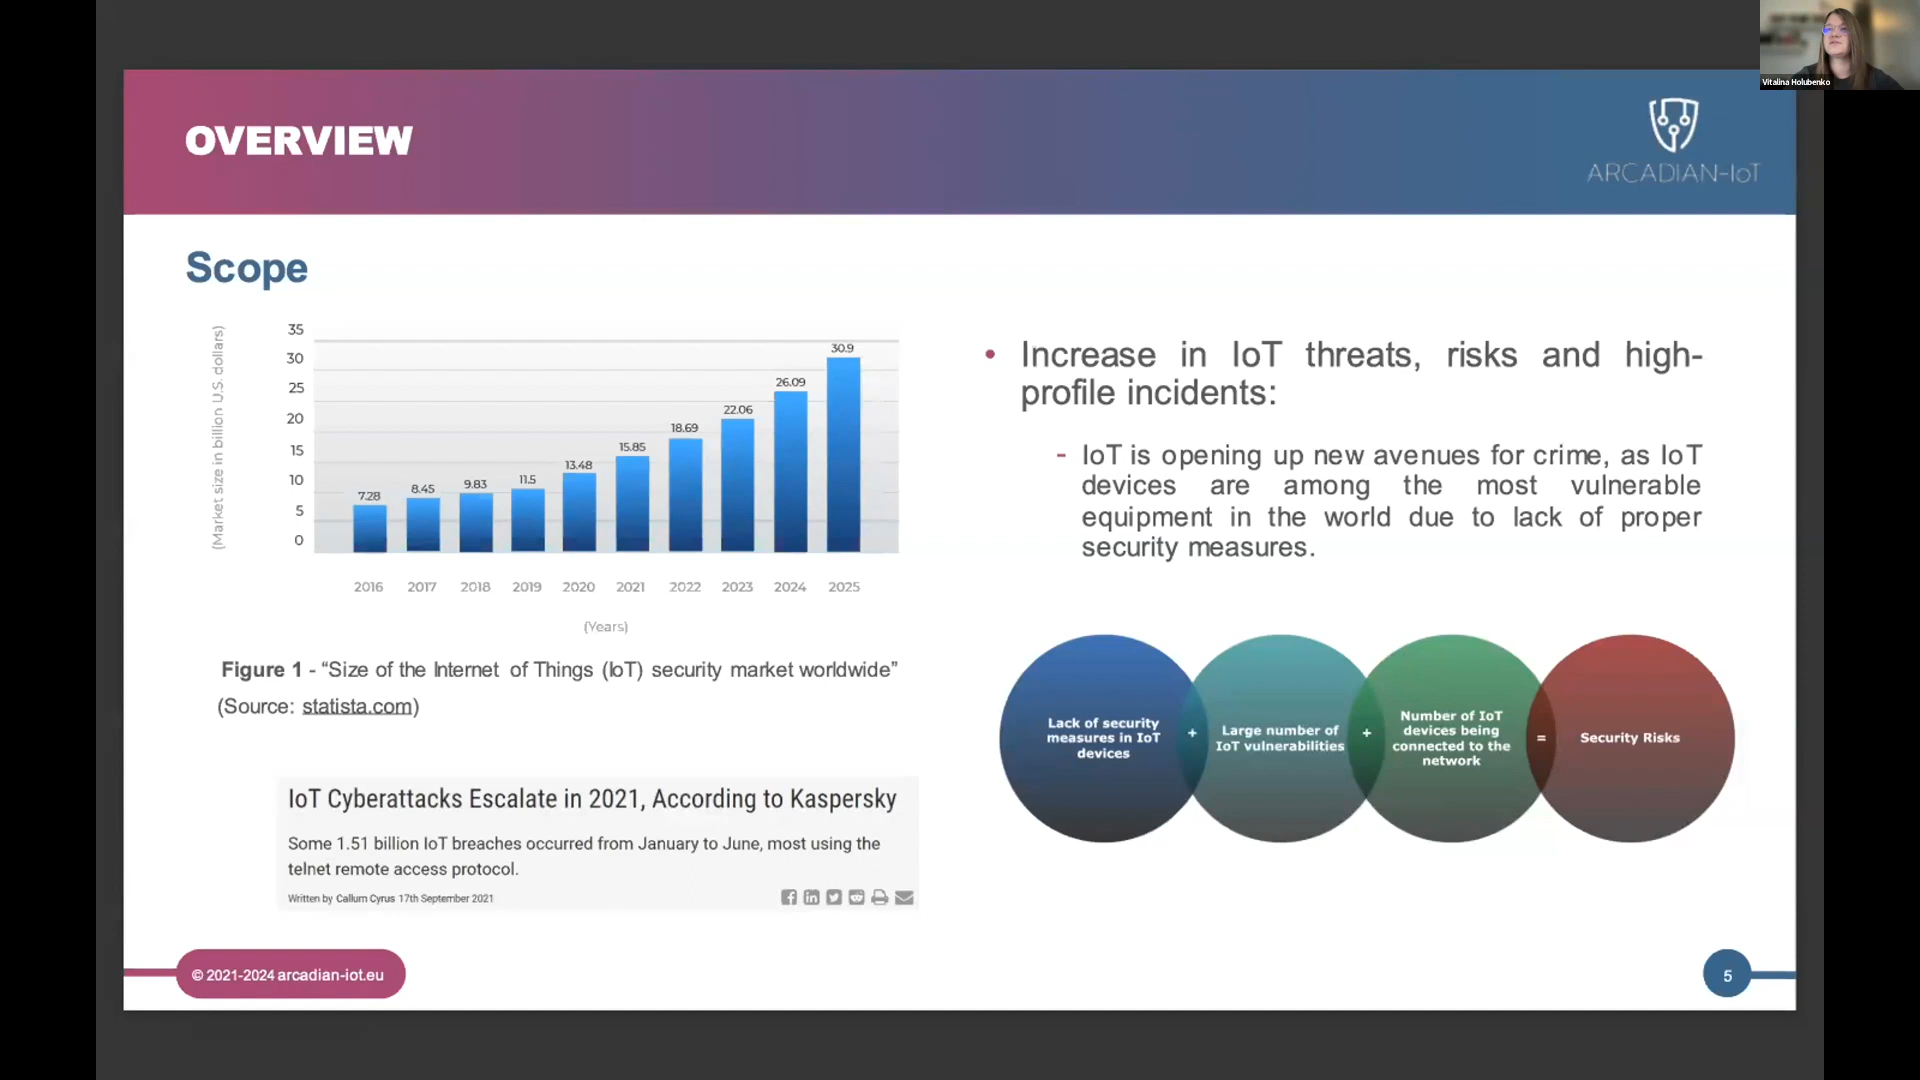 Vitalina Holubenko
OVERVIEW
ARCADIAN-IoT
Scope
(Market size in billion U.S. dollars)
35
30
25
20
15
10
5
0
7.28
8.45
9.83
11.5
13.48
15.85
18.69
22.06
26.09
30.9
2016 2017 2018 2019 2020 2021 2022 2023 2024 2025
(Years)
Figure 1 - “Size of the Internet of Things (IoT) security market worldwide”
(Source: statista.com)
IoT Cyberattacks Escalate in 2021, According to Kaspersky
Some 1.51 billion IoT breaches occurred from January to June, most using the
telnet remote access protocol.
Written by Callum Cyrus 17th September 2021
• Increase in IoT threats, risks and high-
profile incidents:
- IoT is opening up new avenues for crime, as IoT
devices are among the most vulnerable
equipment in the world due to lack of proper
security measures.
Lack of security
measures in IoT
devices
+
Large number of
IoT vulnerabilities
+
Number of IoT
devices being
connected to the
network
=
Security Risks
© 2021-2024 arcadian-iot.eu
5